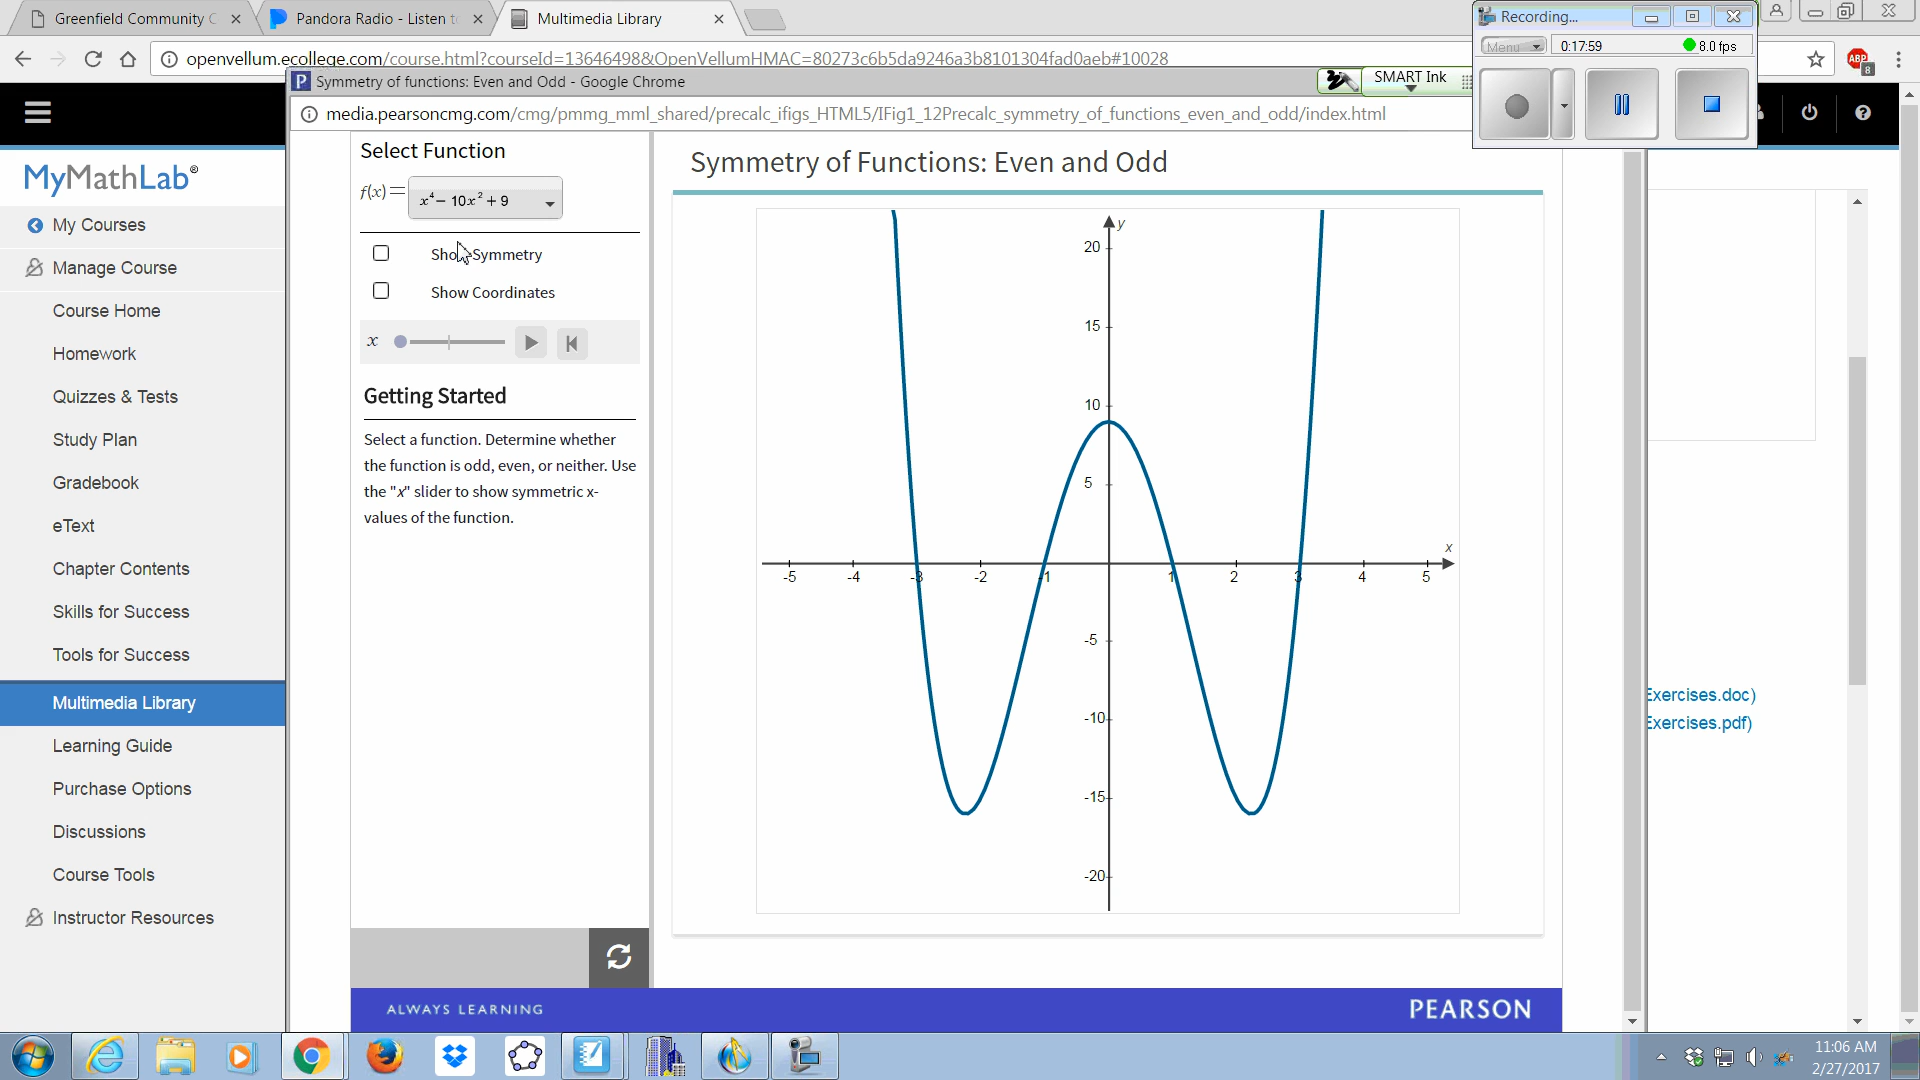 Greenfield Community C
Pandora Radio - Listen to
Multimedia Library
openvellum.ecollege.com/course.html?courseId=136464988&OpenVellumHMAC=80273c6b5da9246a3b8101304fad0aeb#10028
ABP
8
Recording...
Menu
0:17:59
8.0 fps
Symmetry of functions: Even and Odd - Google Chrome
SMART Ink
media.pearsoncmg.com/cmg/pmmg_mml_shared/precalc_ifigs_HTML5/IFig1_12Precalc_symmetry_of_functions_even_and_odd/index.html
MyMathLab®
My Courses
Manage Course
Course Home
Homework
Quizzes & Tests
Study Plan
Gradebook
eText
Chapter Contents
Skills for Success
Tools for Success
Multimedia Library
Learning Guide
Purchase Options
Discussions
Course Tools
Instructor Resources
Select Function
f(x) = x⁴ − 10x² + 9
Show Symmetry
Show Coordinates
x
Getting Started
Select a function. Determine whether
the function is odd, even, or neither. Use
the "x" slider to show symmetric x-
values of the function.
Symmetry of Functions: Even and Odd
y
20
15
10
5
x
-5 -4 -3 -2 -1 1 2 3 4 5
-5
-10
-15
-20
Exercises.doc)
Exercises.pdf)
ALWAYS LEARNING
PEARSON
11:06 AM
2/27/2017